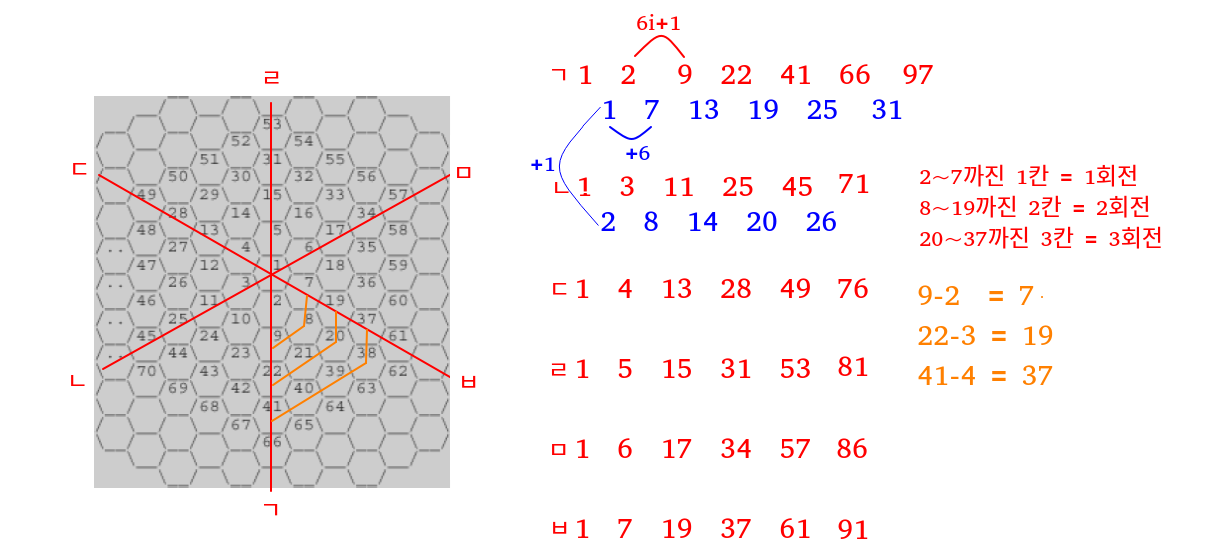 ㄹ
ㄷ
ㅁ
53
52 54
51 31 55
50 30 32 56
49 29 15 33 57
28 14 16 34
48 13 5 17 58
.. 27 4 6 35
47 12 1 18 59
.. 26 3 7 36
46 11 2 19 60
.. 25 10 8 37
45 24 9 20 61
.. 44 23 21 38
70 43 22 39 62
69 42 40 63
68 41 64
67 65
66
ㄴ
ㅂ
ㄱ
6i+1
ㄱ 1 2 9 22 41 66 97
1 7 13 19 25 31
+6
+1
ㄴ 1 3 11 25 45 71
2 8 14 20 26
ㄷ 1 4 13 28 49 76
ㄹ 1 5 15 31 53 81
ㅁ 1 6 17 34 57 86
ㅂ 1 7 19 37 61 91
2~7까진 1칸 = 1회전
8~19까진 2칸 = 2회전
20~37까진 3칸 = 3회전
9-2 = 7
22-3 = 19
41-4 = 37